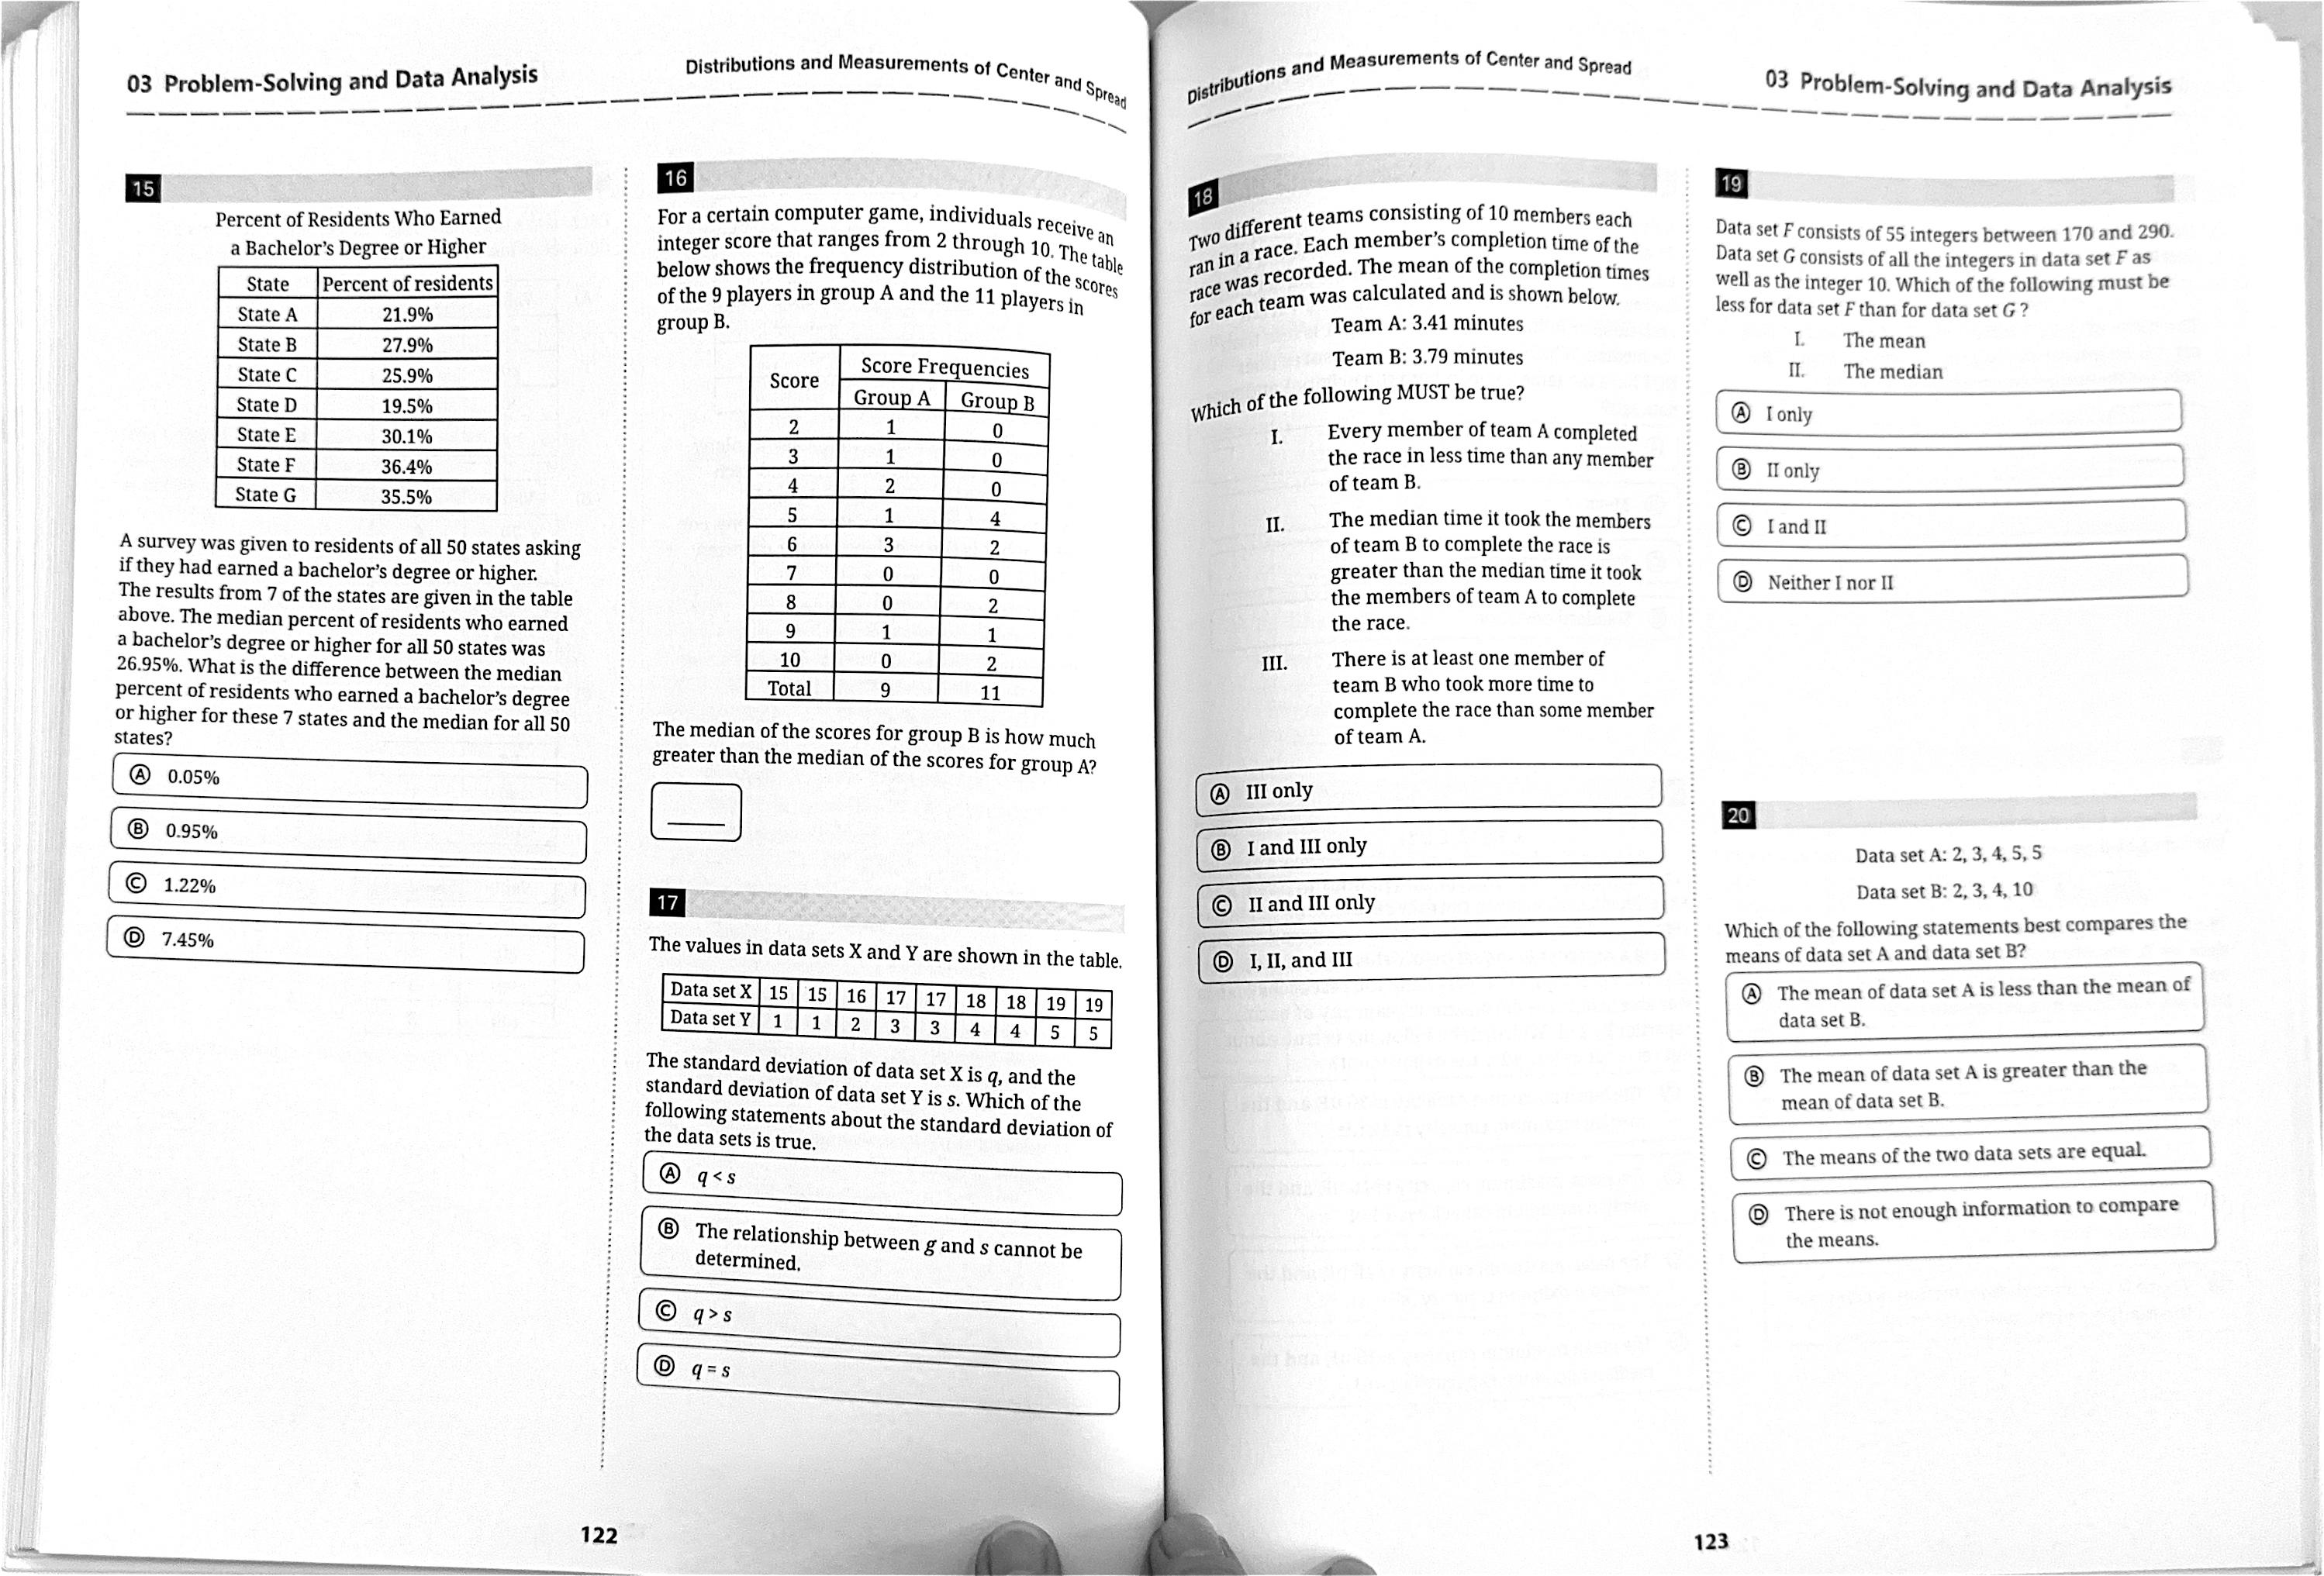 03 Problem-Solving and Data Analysis
Distributions and Measurements of Center and Spread
15
Percent of Residents Who Earned
a Bachelor's Degree or Higher
State Percent of residents
State A 21.9%
State B 27.9%
State C 25.9%
State D 19.5%
State E 30.1%
State F 36.4%
State G 35.5%
A survey was given to residents of all 50 states asking
if they had earned a bachelor's degree or higher.
The results from 7 of the states are given in the table
above. The median percent of residents who earned
a bachelor's degree or higher for all 50 states was
26.95%. What is the difference between the median
percent of residents who earned a bachelor's degree
or higher for these 7 states and the median for all 50
states?
A 0.05%
B 0.95%
C 1.22%
D 7.45%
16
For a certain computer game, individuals receive an
integer score that ranges from 2 through 10. The table
below shows the frequency distribution of the scores
of the 9 players in group A and the 11 players in
group B.
Score Score Frequencies
Group A Group B
2 1 0
3 1 0
4 2 0
5 1 4
6 3 2
7 0 0
8 0 2
9 1 1
10 0 2
Total 9 11
The median of the scores for group B is how much
greater than the median of the scores for group A?
17
The values in data sets X and Y are shown in the table.
Data set X 15 15 16 17 17 18 18 19 19
Data set Y 1 1 2 3 3 4 4 5 5
The standard deviation of data set X is q, and the
standard deviation of data set Y is s. Which of the
following statements about the standard deviation of
the data sets is true.
A q < s
B The relationship between g and s cannot be
determined.
C q > s
D q = s
122
Distributions and Measurements of Center and Spread
03 Problem-Solving and Data Analysis
18
Two different teams consisting of 10 members each
ran in a race. Each member's completion time of the
race was recorded. The mean of the completion times
for each team was calculated and is shown below.
Team A: 3.41 minutes
Team B: 3.79 minutes
Which of the following MUST be true?
I. Every member of team A completed
the race in less time than any member
of team B.
II. The median time it took the members
of team B to complete the race is
greater than the median time it took
the members of team A to complete
the race.
III. There is at least one member of
team B who took more time to
complete the race than some member
of team A.
A III only
B I and III only
C II and III only
D I, II, and III
19
Data set F consists of 55 integers between 170 and 290.
Data set G consists of all the integers in data set F as
well as the integer 10. Which of the following must be
less for data set F than for data set G ?
I. The mean
II. The median
A I only
B II only
C I and II
D Neither I nor II
20
Data set A: 2, 3, 4, 5, 5
Data set B: 2, 3, 4, 10
Which of the following statements best compares the
means of data set A and data set B?
A The mean of data set A is less than the mean of
data set B.
B The mean of data set A is greater than the
mean of data set B.
C The means of the two data sets are equal.
D There is not enough information to compare
the means.
123